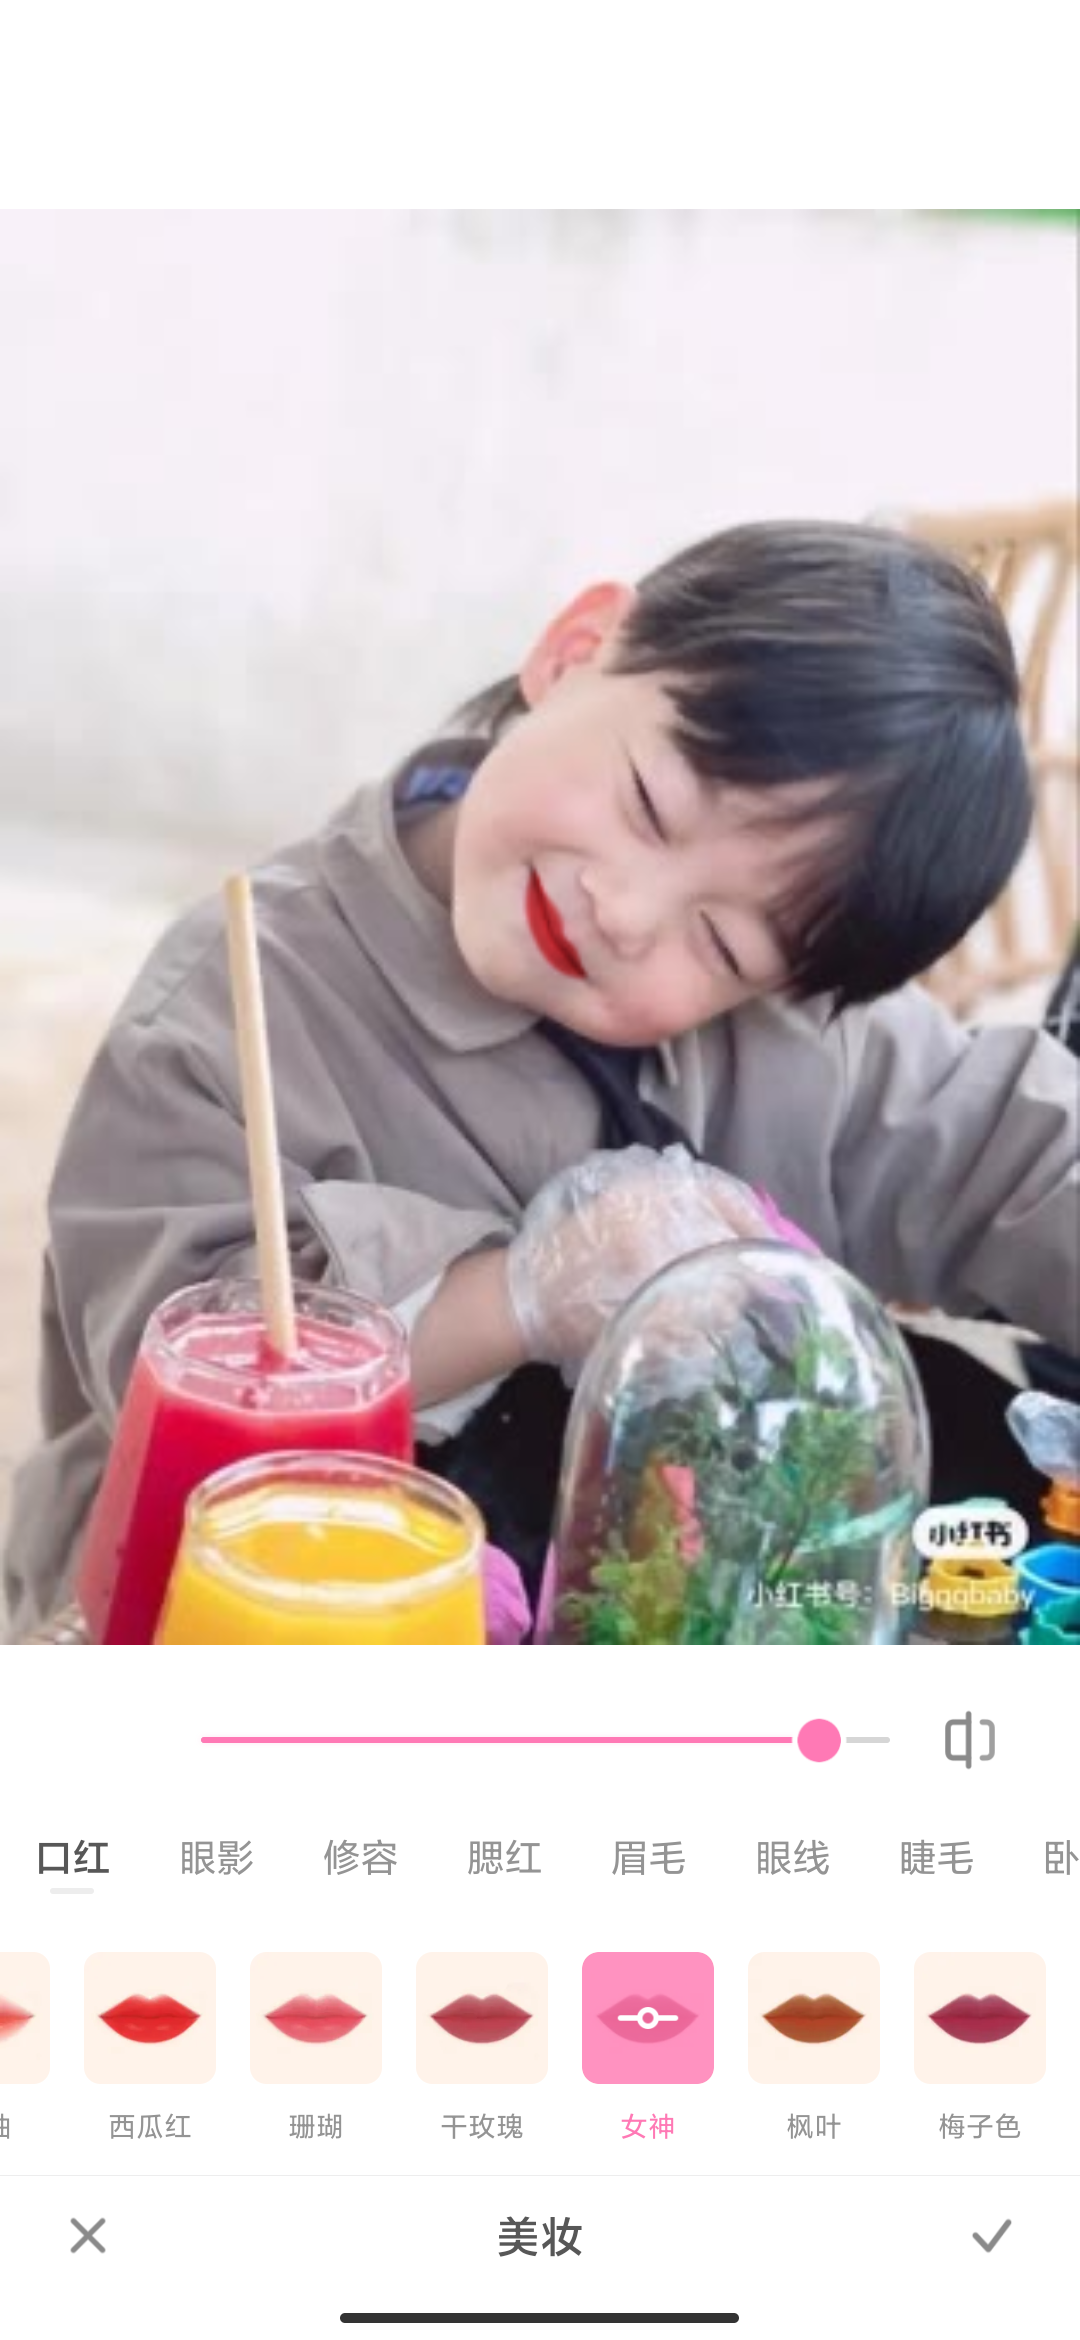 小红书
小红书号：Bigqqbaby
口红 眼影 修容 腮红 眉毛 眼线 睫毛 卧
西瓜红 珊瑚 干玫瑰 女神 枫叶 梅子色
美妆